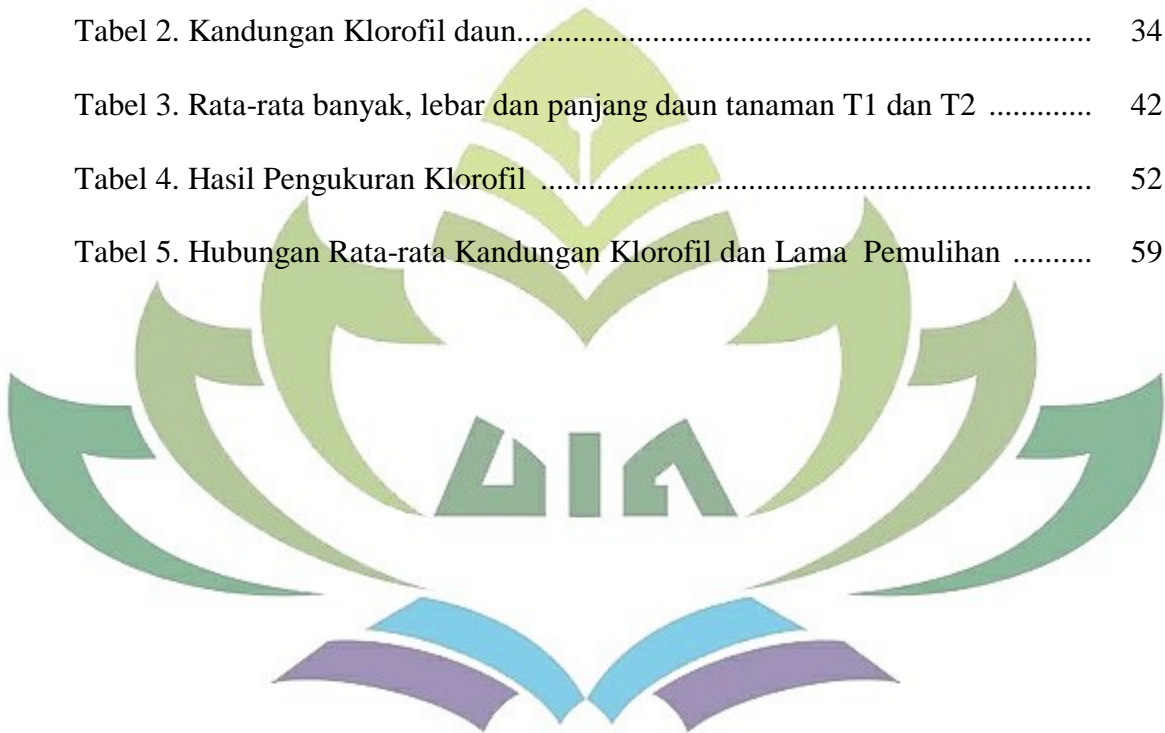 Tabel 2. Kandungan Klorofil daun...................................................................... 34
Tabel 3. Rata-rata banyak, lebar dan panjang daun tanaman T1 dan T2 ............. 42
Tabel 4. Hasil Pengukuran Klorofil .................................................................... 52
Tabel 5. Hubungan Rata-rata Kandungan Klorofil dan Lama Pemulihan .......... 59
UIN